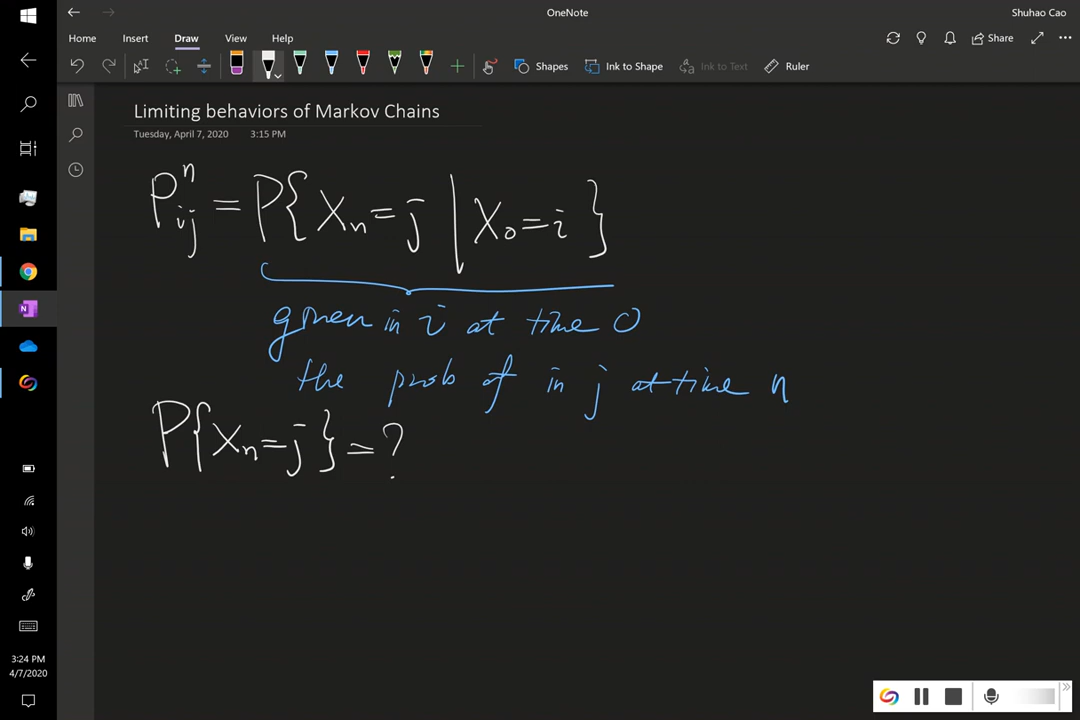 OneNote
Shuhao Cao
Home Insert Draw View Help
Share
Shapes Ink to Shape Ink to Text Ruler
Limiting behaviors of Markov Chains
Tuesday, April 7, 2020 3:15 PM
P^n_{ij} = P{ X_n = j | X_0 = i }
given in i at time 0
the prob of in j at time n
P{X_n = j} = ?
3:24 PM
4/7/2020